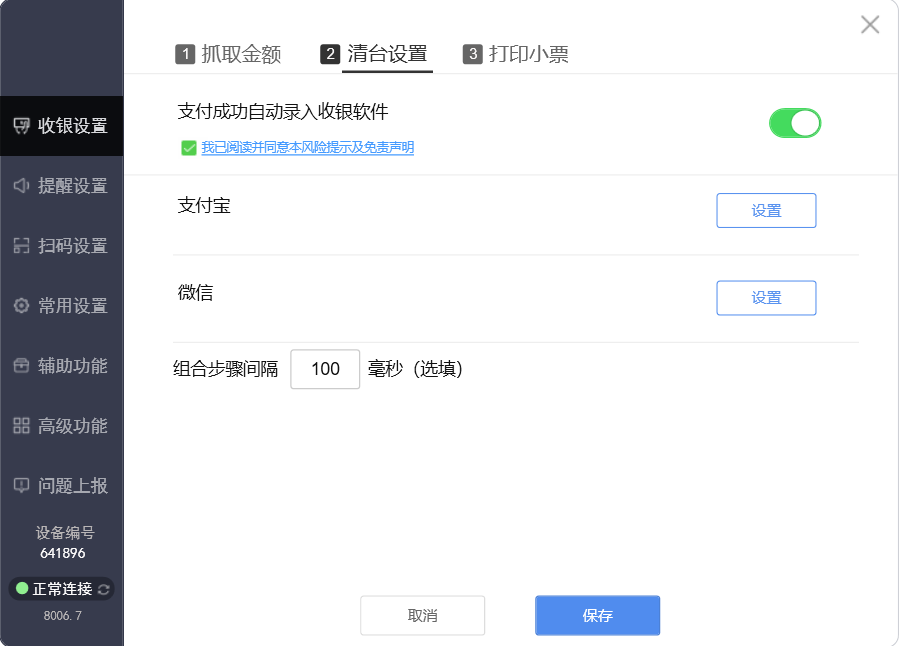 1 抓取金额 2 清台设置 3 打印小票
收银设置
提醒设置
扫码设置
常用设置
辅助功能
高级功能
问题上报
设备编号
641896
正常连接
8006.7
支付成功自动录入收银软件
我已阅读并同意本风险提示及免责声明
支付宝 设置
微信 设置
组合步骤间隔 100 毫秒（选填）
取消 保存